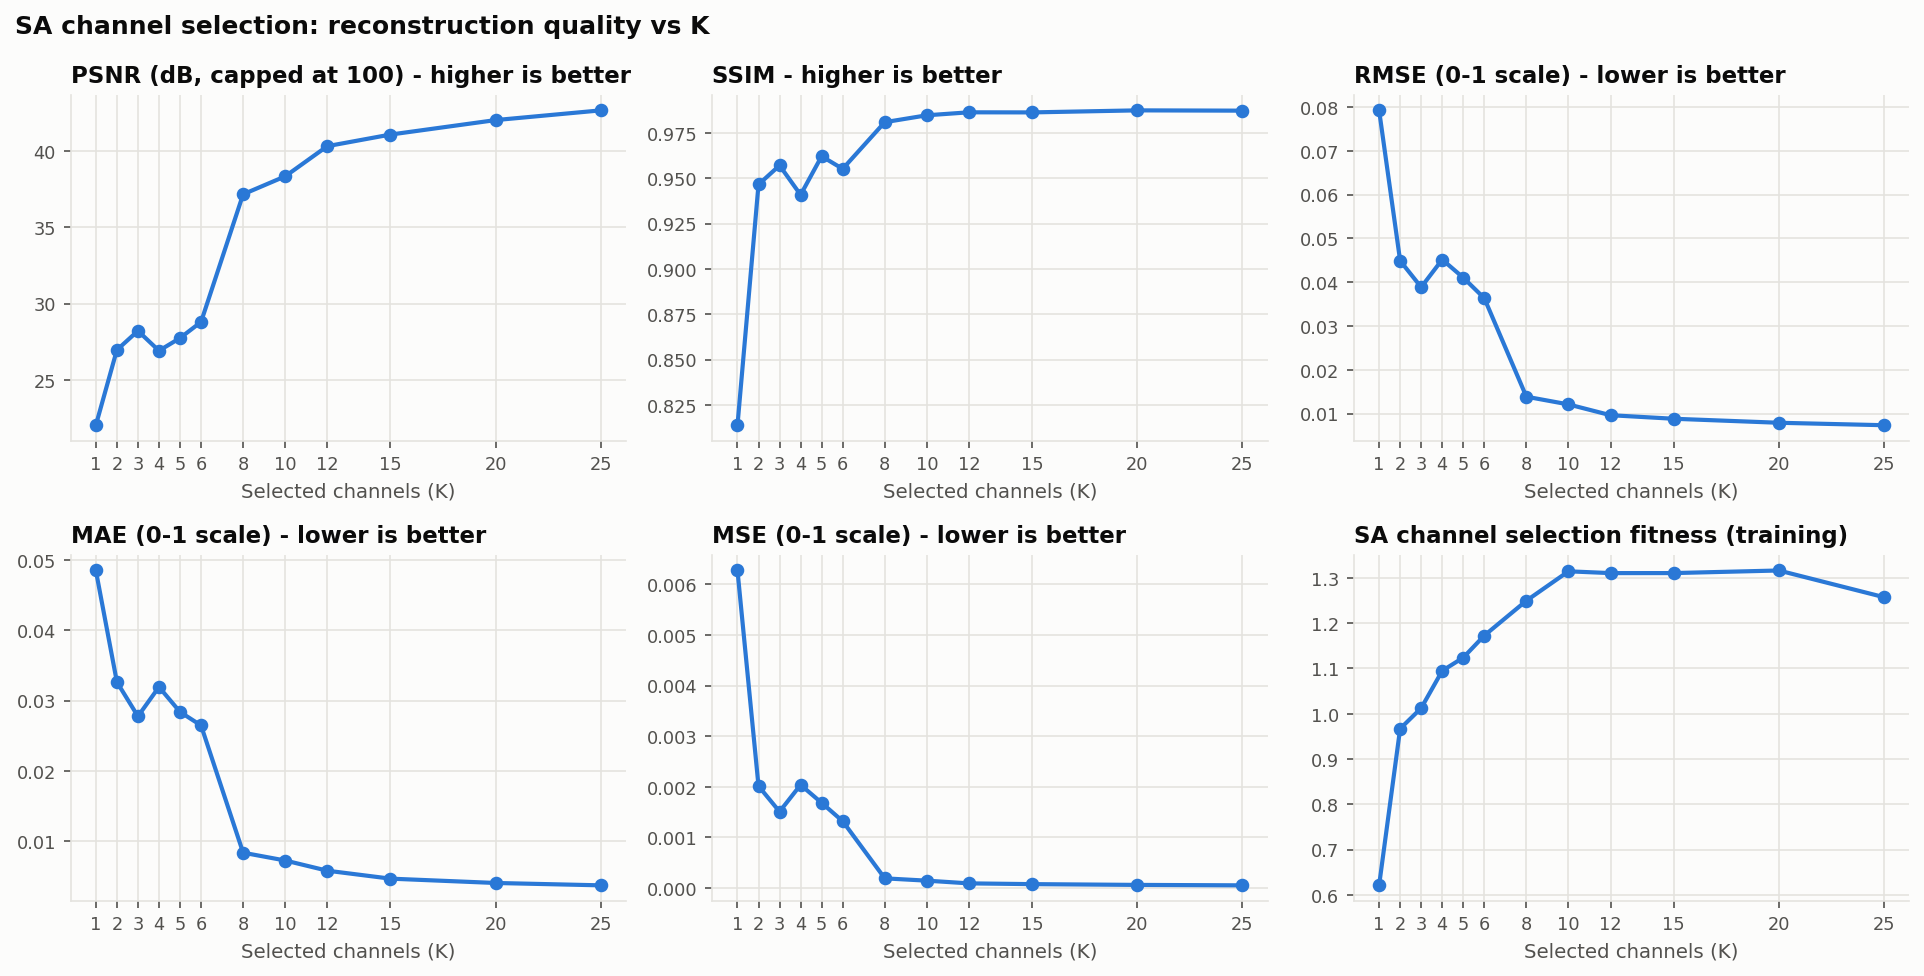 SA channel selection: reconstruction quality vs K
PSNR (dB, capped at 100) - higher is better
40
35
30
25
1 2 3 4 5 6 8 10 12 15 20 25
Selected channels (K)
SSIM - higher is better
0.975
0.950
0.925
0.900
0.875
0.850
0.825
1 2 3 4 5 6 8 10 12 15 20 25
Selected channels (K)
RMSE (0-1 scale) - lower is better
0.08
0.07
0.06
0.05
0.04
0.03
0.02
0.01
1 2 3 4 5 6 8 10 12 15 20 25
Selected channels (K)
MAE (0-1 scale) - lower is better
0.05
0.04
0.03
0.02
0.01
1 2 3 4 5 6 8 10 12 15 20 25
Selected channels (K)
MSE (0-1 scale) - lower is better
0.006
0.005
0.004
0.003
0.002
0.001
0.000
1 2 3 4 5 6 8 10 12 15 20 25
Selected channels (K)
SA channel selection fitness (training)
1.3
1.2
1.1
1.0
0.9
0.8
0.7
0.6
1 2 3 4 5 6 8 10 12 15 20 25
Selected channels (K)